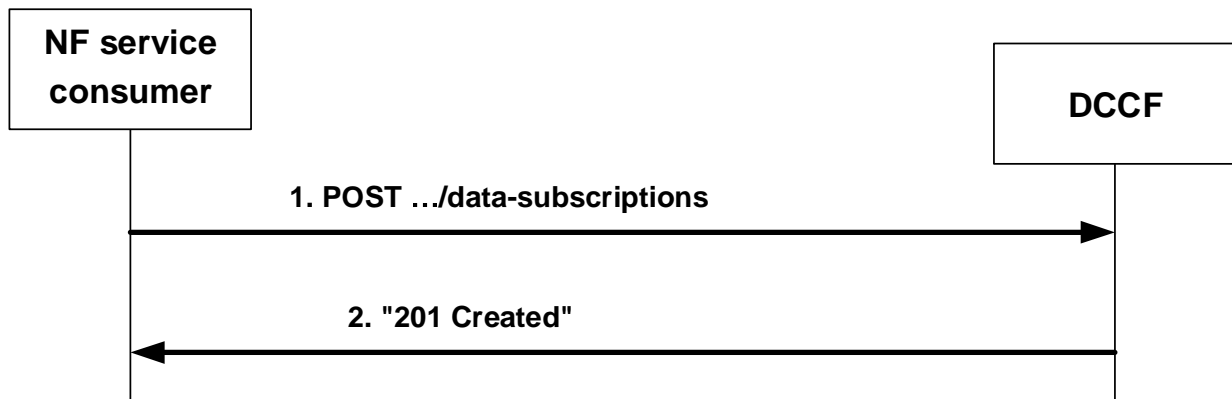 NF service
consumer
DCCF
1. POST …/data-subscriptions
2. "201 Created"